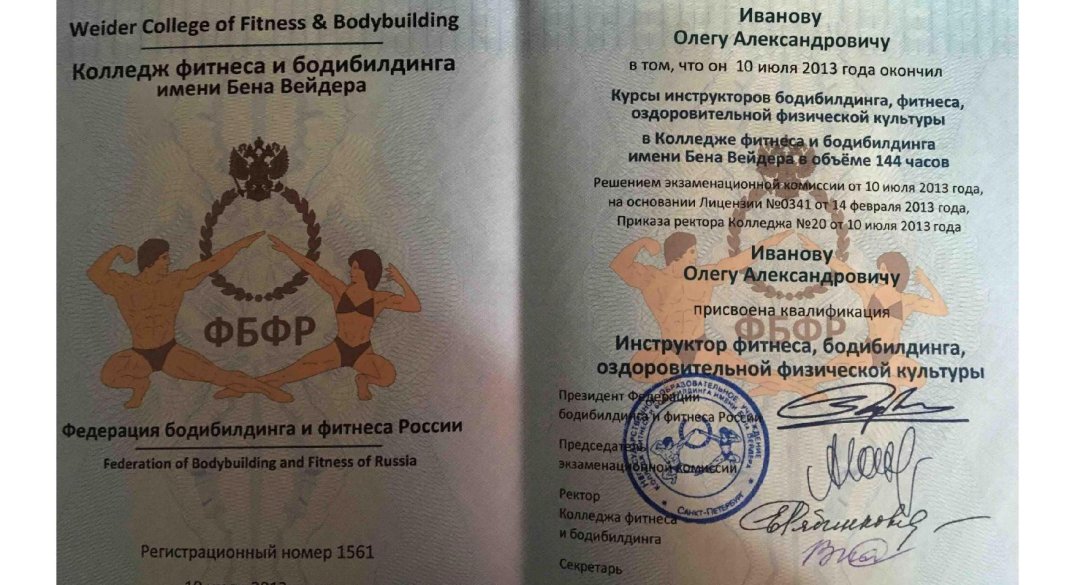 Weider College of Fitness & Bodybuilding
Колледж фитнеса и бодибилдинга
имени Бена Вейдера
ФБФР
Федерация бодибилдинга и фитнеса России
Federation of Bodybuilding and Fitness of Russia
Регистрационный номер 1561
Иванову
Олегу Александровичу
в том, что он 10 июля 2013 года окончил
Курсы инструкторов бодибилдинга, фитнеса,
оздоровительной физической культуры
в Колледже фитнеса и бодибилдинга
имени Бена Вейдера в объёме 144 часов
Решением экзаменационной комиссии от 10 июля 2013 года,
на основании Лицензии №0341 от 14 февраля 2013 года,
Приказа ректора Колледжа №20 от 10 июля 2013 года
Иванову
Олегу Александровичу
присвоена квалификация
ФБФР
Инструктор фитнеса, бодибилдинга,
оздоровительной физической культуры
Президент Федерации
бодибилдинга и фитнеса России
Председатель
экзаменационной комиссии
Ректор
Колледжа фитнеса
и бодибилдинга
Секретарь
САНКТ-ПЕТЕРБУРГ